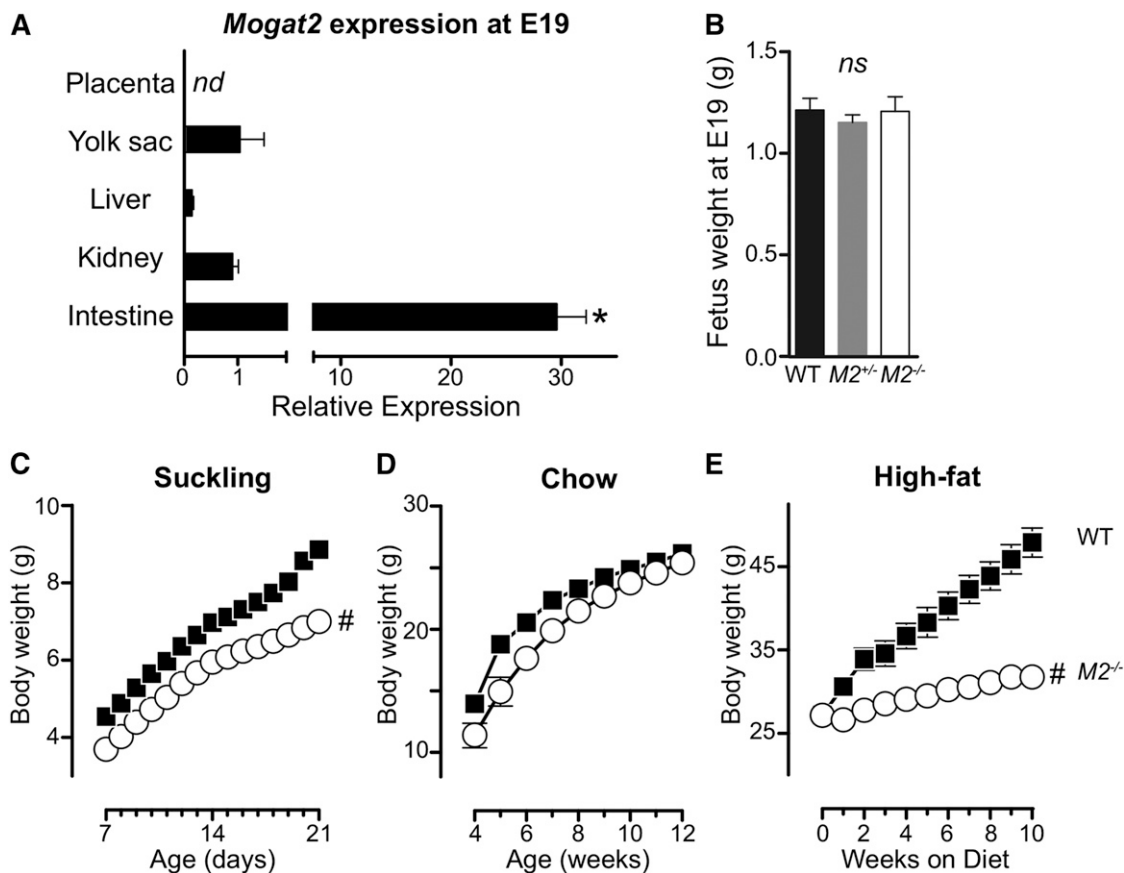 A
Mogat2 expression at E19
Placenta
nd
Yolk sac
Liver
Kidney
Intestine
*
0 1 10 20 30
Relative Expression
B
Fetus weight at E19 (g)
1.5
1.0
0.5
0.0
ns
WT M2+/- M2-/-
C
Suckling
Body weight (g)
10
8
6
4
#
7 14 21
Age (days)
D
Chow
Body weight (g)
30
20
10
4 6 8 10 12
Age (weeks)
E
High-fat
Body weight (g)
45
35
25
WT
# M2-/-
0 2 4 6 8 10
Weeks on Diet